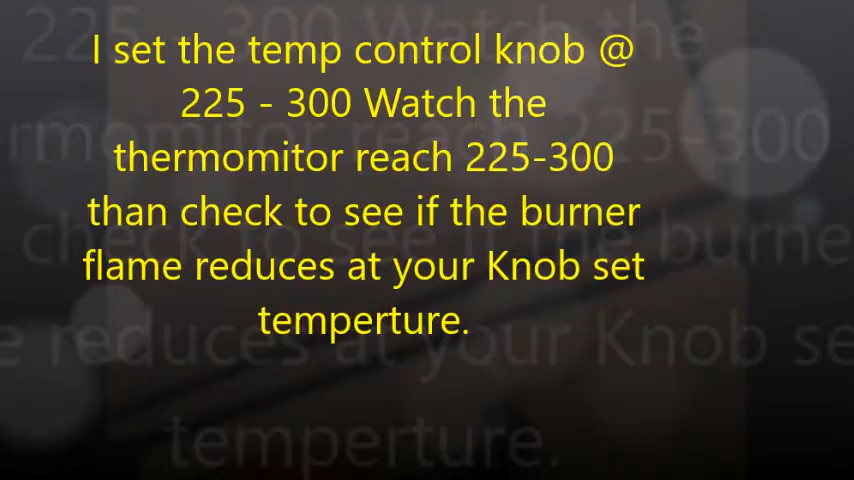 I set the temp control knob @
225 - 300 Watch the
thermomitor reach 225-300
than check to see if the burner
flame reduces at your Knob set
temperture.